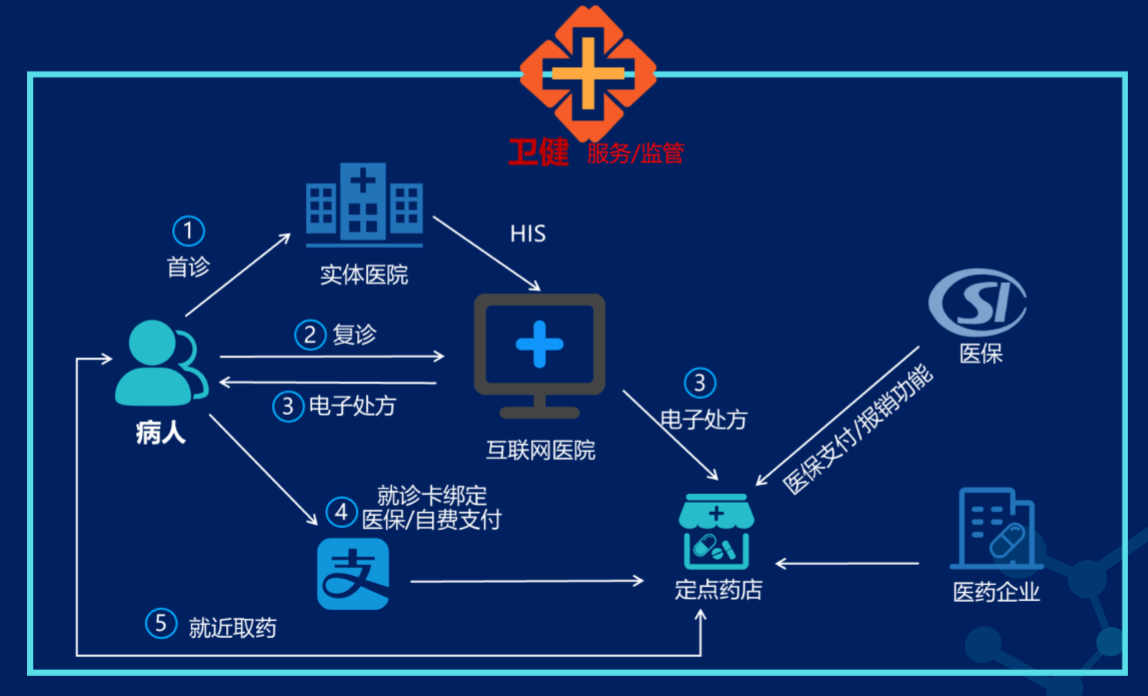 卫健 服务/监管
①
首诊
实体医院
HIS
② 复诊
③ 电子处方
病人
互联网医院
③
电子处方
SI
医保
医保支付/报销功能
④ 就诊卡绑定
医保/自费支付
支
定点药店
医药企业
⑤ 就近取药